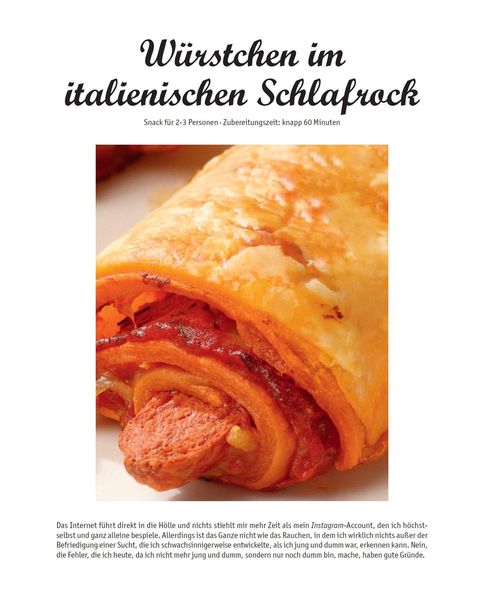 Würstchen im
italienischen Schlafrock
Snack für 2-3 Personen · Zubereitungszeit: knapp 60 Minuten
Das Internet führt direkt in die Hölle und nichts stiehlt mir mehr Zeit als mein Instagram-Account, den ich höchst-
selbst und ganz alleine bespiele. Allerdings ist das Ganze nicht wie das Rauchen, in dem ich wirklich nichts außer der
Befriedigung einer Sucht, die ich schwachsinnigerweise entwickelte, als ich jung und dumm war, erkennen kann. Nein,
die Fehler, die ich heute, da ich nicht mehr jung und dumm, sondern nur noch dumm bin, mache, haben gute Gründe.